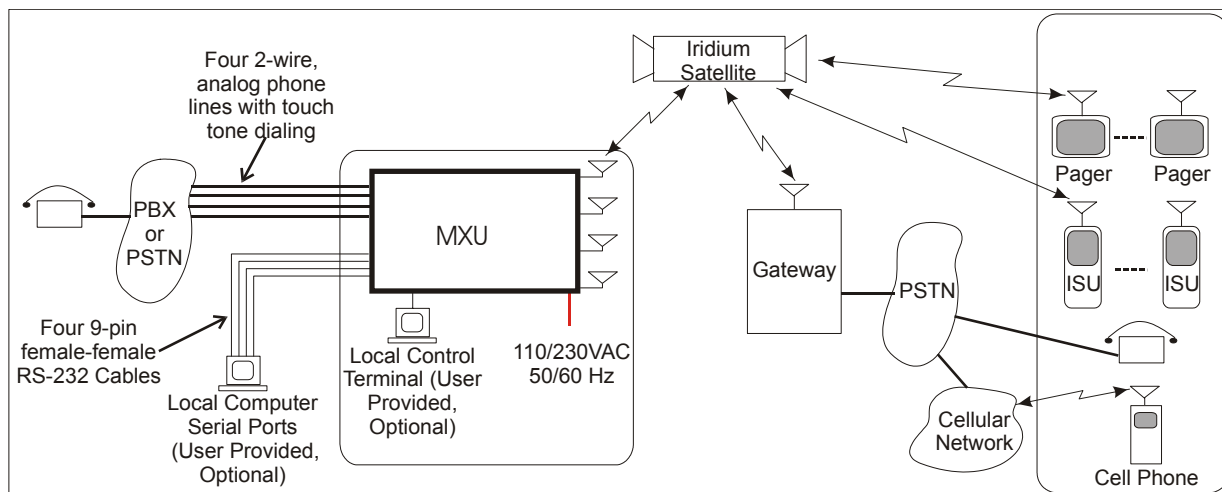 Four 2-wire,
analog phone
lines with touch
tone dialing
PBX
or
PSTN
Four 9-pin
female-female
RS-232 Cables
Local Computer
Serial Ports
(User Provided,
Optional)
MXU
Local Control
Terminal (User
Provided,
Optional)
110/230VAC
50/60 Hz
Iridium
Satellite
Gateway
PSTN
Cellular
Network
Pager
Pager
ISU
ISU
Cell Phone